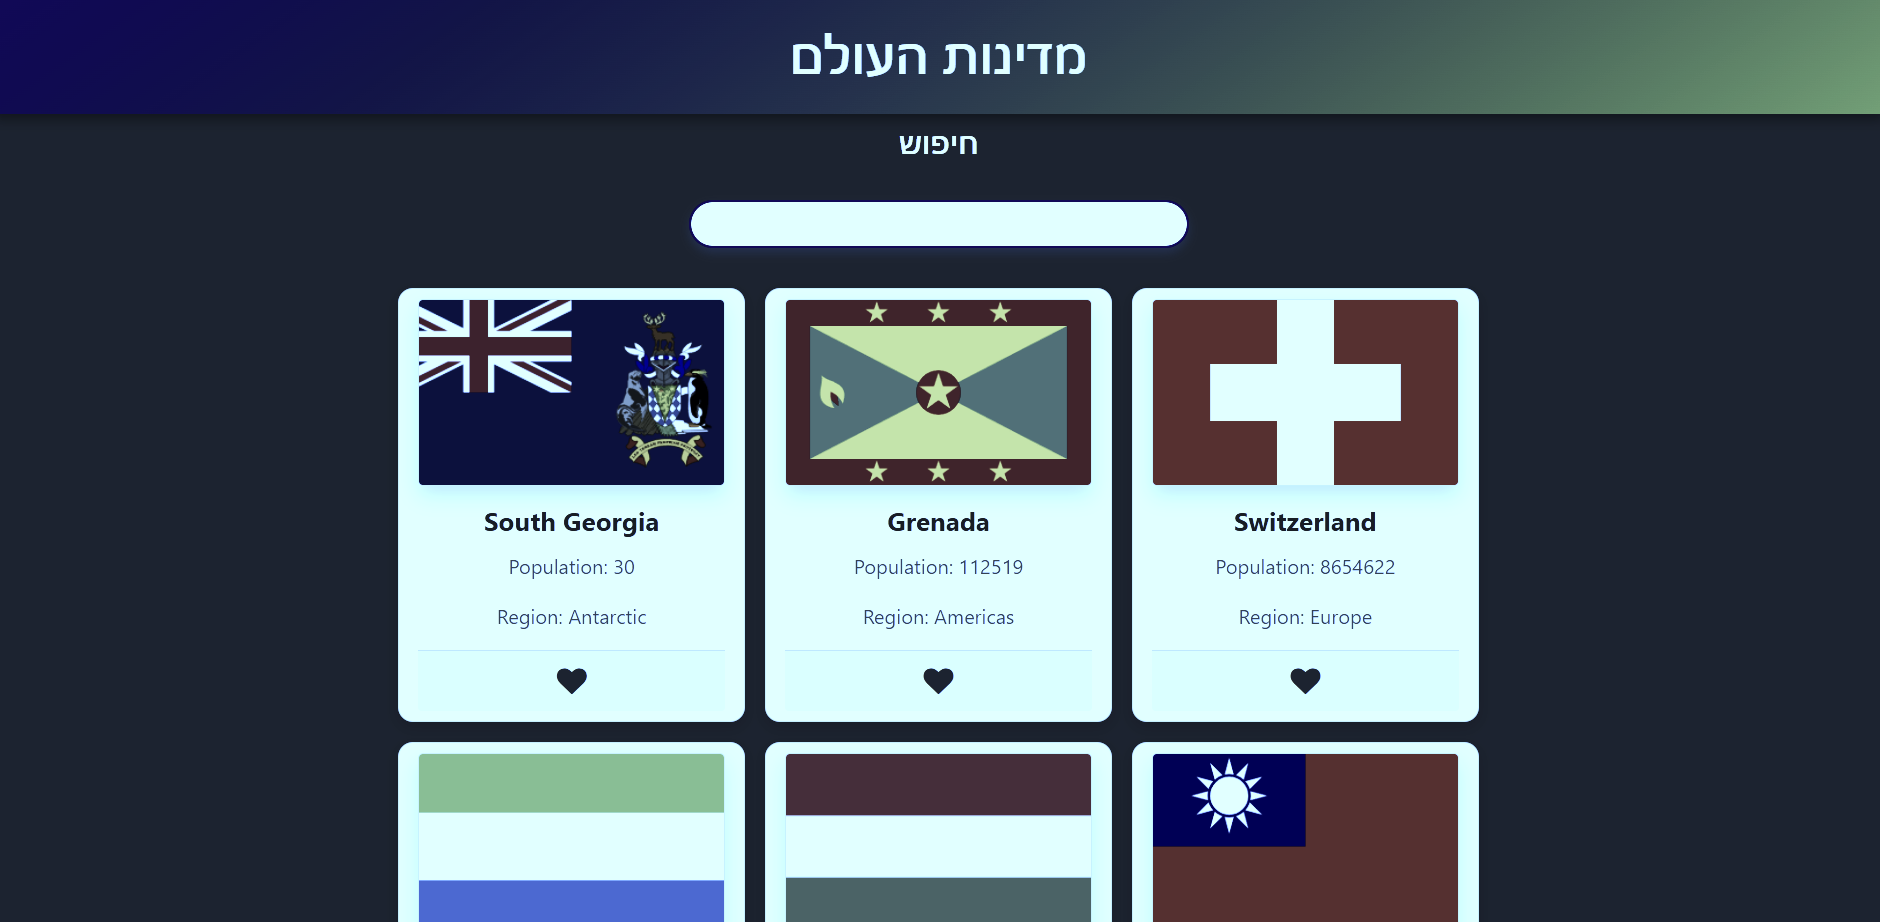 מדינות העולם
חיפוש
South Georgia
Population: 30
Region: Antarctic
Grenada
Population: 112519
Region: Americas
Switzerland
Population: 8654622
Region: Europe